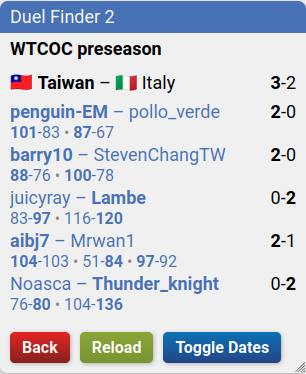 Duel Finder 2
WTCOC preseason
Taiwan – Italy 3-2
penguin-EM – pollo_verde 2-0
101-83 • 87-67
barry10 – StevenChangTW 2-0
88-76 • 100-78
juicyray – Lambe 0-2
83-97 • 116-120
aibj7 – Mrwan1 2-1
104-103 • 51-84 • 97-92
Noasca – Thunder_knight 0-2
76-80 • 104-136
Back Reload Toggle Dates